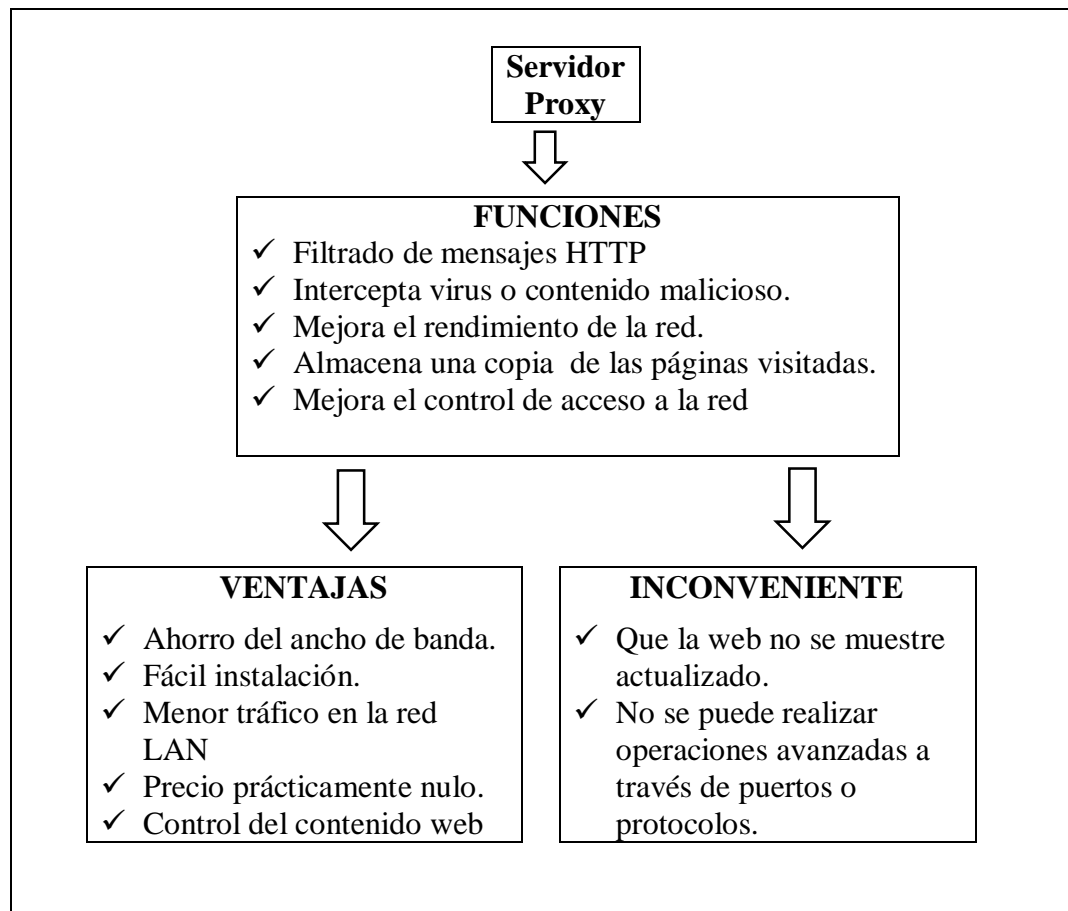 Servidor
Proxy
FUNCIONES
✓ Filtrado de mensajes HTTP
✓ Intercepta virus o contenido malicioso.
✓ Mejora el rendimiento de la red.
✓ Almacena una copia de las páginas visitadas.
✓ Mejora el control de acceso a la red
VENTAJAS
✓ Ahorro del ancho de banda.
✓ Fácil instalación.
✓ Menor tráfico en la red
LAN
✓ Precio prácticamente nulo.
✓ Control del contenido web
INCONVENIENTE
✓ Que la web no se muestre
actualizado.
✓ No se puede realizar
operaciones avanzadas a
través de puertos o
protocolos.